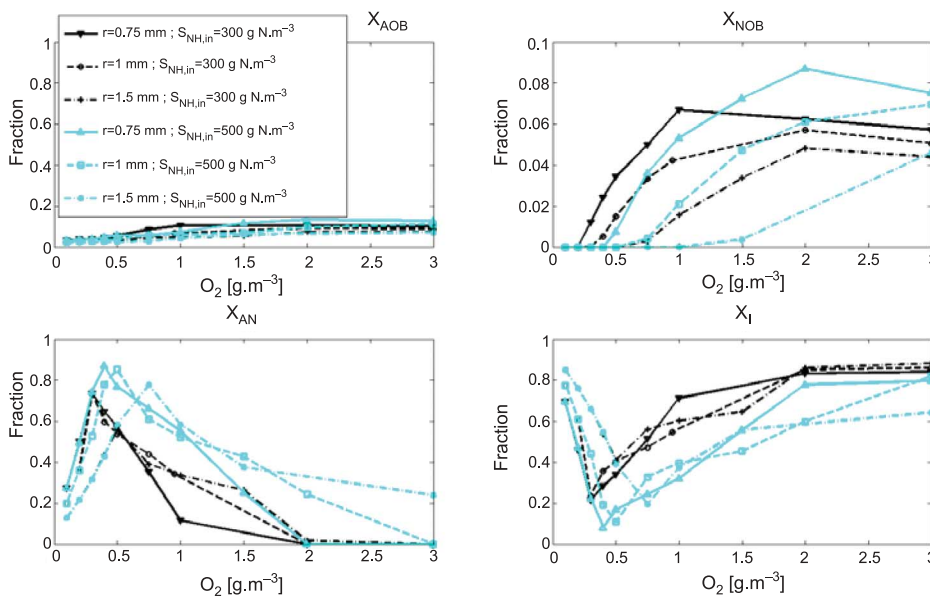 X_AOB
1
0.8
0.6
0.4
0.2
0
Fraction
r=0.75 mm ; S_NH,in=300 g N.m⁻³
r=1 mm ; S_NH,in=300 g N.m⁻³
r=1.5 mm ; S_NH,in=300 g N.m⁻³
r=0.75 mm ; S_NH,in=500 g N.m⁻³
r=1 mm ; S_NH,in=500 g N.m⁻³
r=1.5 mm ; S_NH,in=500 g N.m⁻³
0 0.5 1 1.5 2 2.5 3
O₂ [g.m⁻³]
X_NOB
0.10
0.08
0.06
0.04
0.02
0
Fraction
0 0.5 1 1.5 2 2.5 3
O₂ [g.m⁻³]
X_AN
1
0.8
0.6
0.4
0.2
0
Fraction
0 0.5 1 1.5 2 2.5 3
O₂ [g.m⁻³]
X_I
1
0.8
0.6
0.4
0.2
0
Fraction
0 0.5 1 1.5 2 2.5 3
O₂ [g.m⁻³]